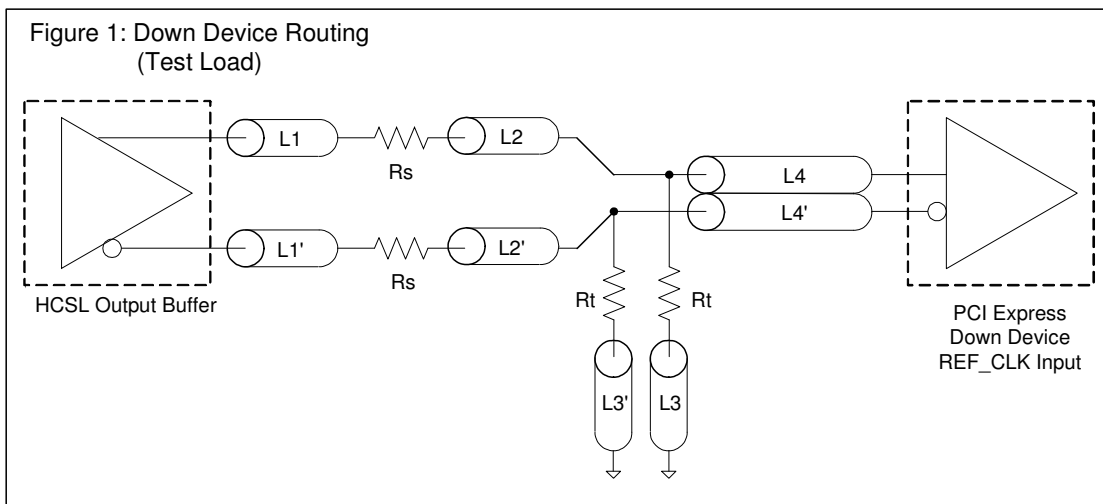 Figure 1: Down Device Routing
(Test Load)
L1
Rs
L2
L4
L4'
L1'
Rs
L2'
HCSL Output Buffer
Rt
Rt
L3'
L3
PCI Express
Down Device
REF_CLK Input